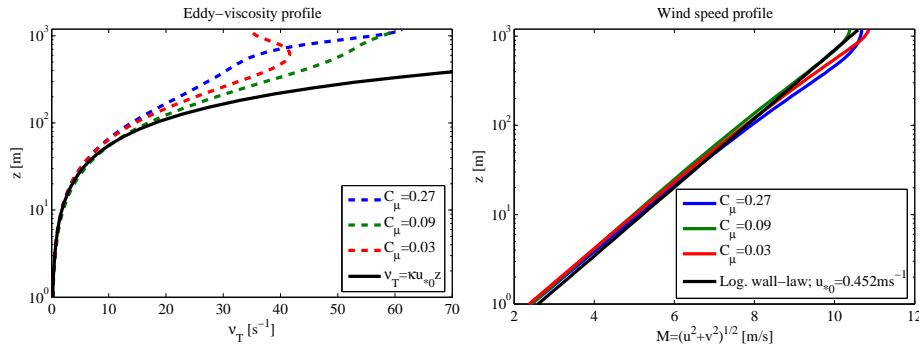 Eddy-viscosity profile
z [m]
10³
10²
10¹
10⁰
0 10 20 30 40 50 60 70
ν_T [s⁻¹]
C_μ=0.27
C_μ=0.09
C_μ=0.03
ν_T=κu_{*0}z
Wind speed profile
z [m]
10³
10²
10¹
10⁰
2 4 6 8 10 12
M=(u²+v²)^{1/2} [m/s]
C_μ=0.27
C_μ=0.09
C_μ=0.03
Log. wall-law; u_{*0}=0.452ms⁻¹